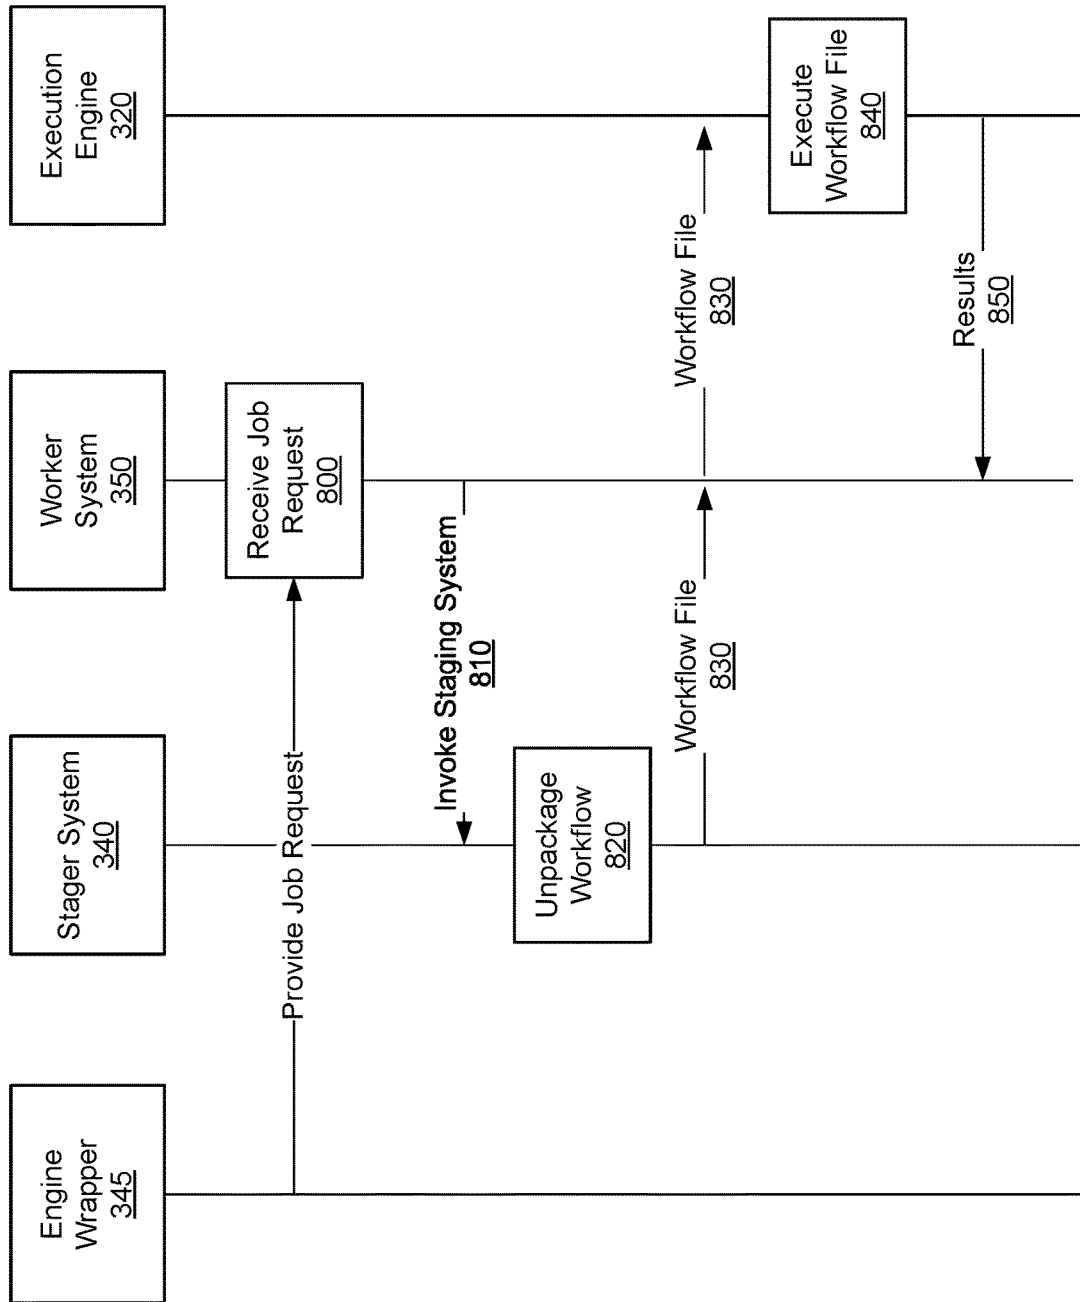 Engine
Wrapper
345
Stager System
340
Worker
System
350
Execution
Engine
320
Provide Job Request
Receive Job
Request
800
Invoke Staging System
810
Unpackage
Workflow
820
Workflow File
830
Workflow File
830
Execute
Workflow File
840
Results
850